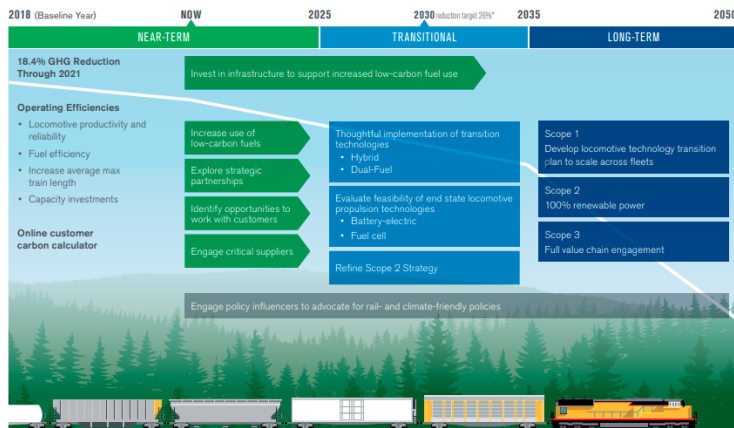 2018 (Baseline Year) NOW 2025 2030 reduction target 26%* 2035 2050
NEAR-TERM TRANSITIONAL LONG-TERM
18.4% GHG Reduction
Through 2021
Invest in infrastructure to support increased low-carbon fuel use
Operating Efficiencies
• Locomotive productivity and
reliability
• Fuel efficiency
• Increase average max
train length
• Capacity investments
Online customer
carbon calculator
Increase use of
low-carbon fuels
Explore strategic
partnerships
Identify opportunities to
work with customers
Engage critical suppliers
Thoughtful implementation of transition
technologies
• Hybrid
• Dual-Fuel
Evaluate feasibility of end state locomotive
propulsion technologies
• Battery-electric
• Fuel cell
Refine Scope 2 Strategy
Scope 1
Develop locomotive technology transition
plan to scale across fleets
Scope 2
100% renewable power
Scope 3
Full value chain engagement
Engage policy influencers to advocate for rail- and climate-friendly policies